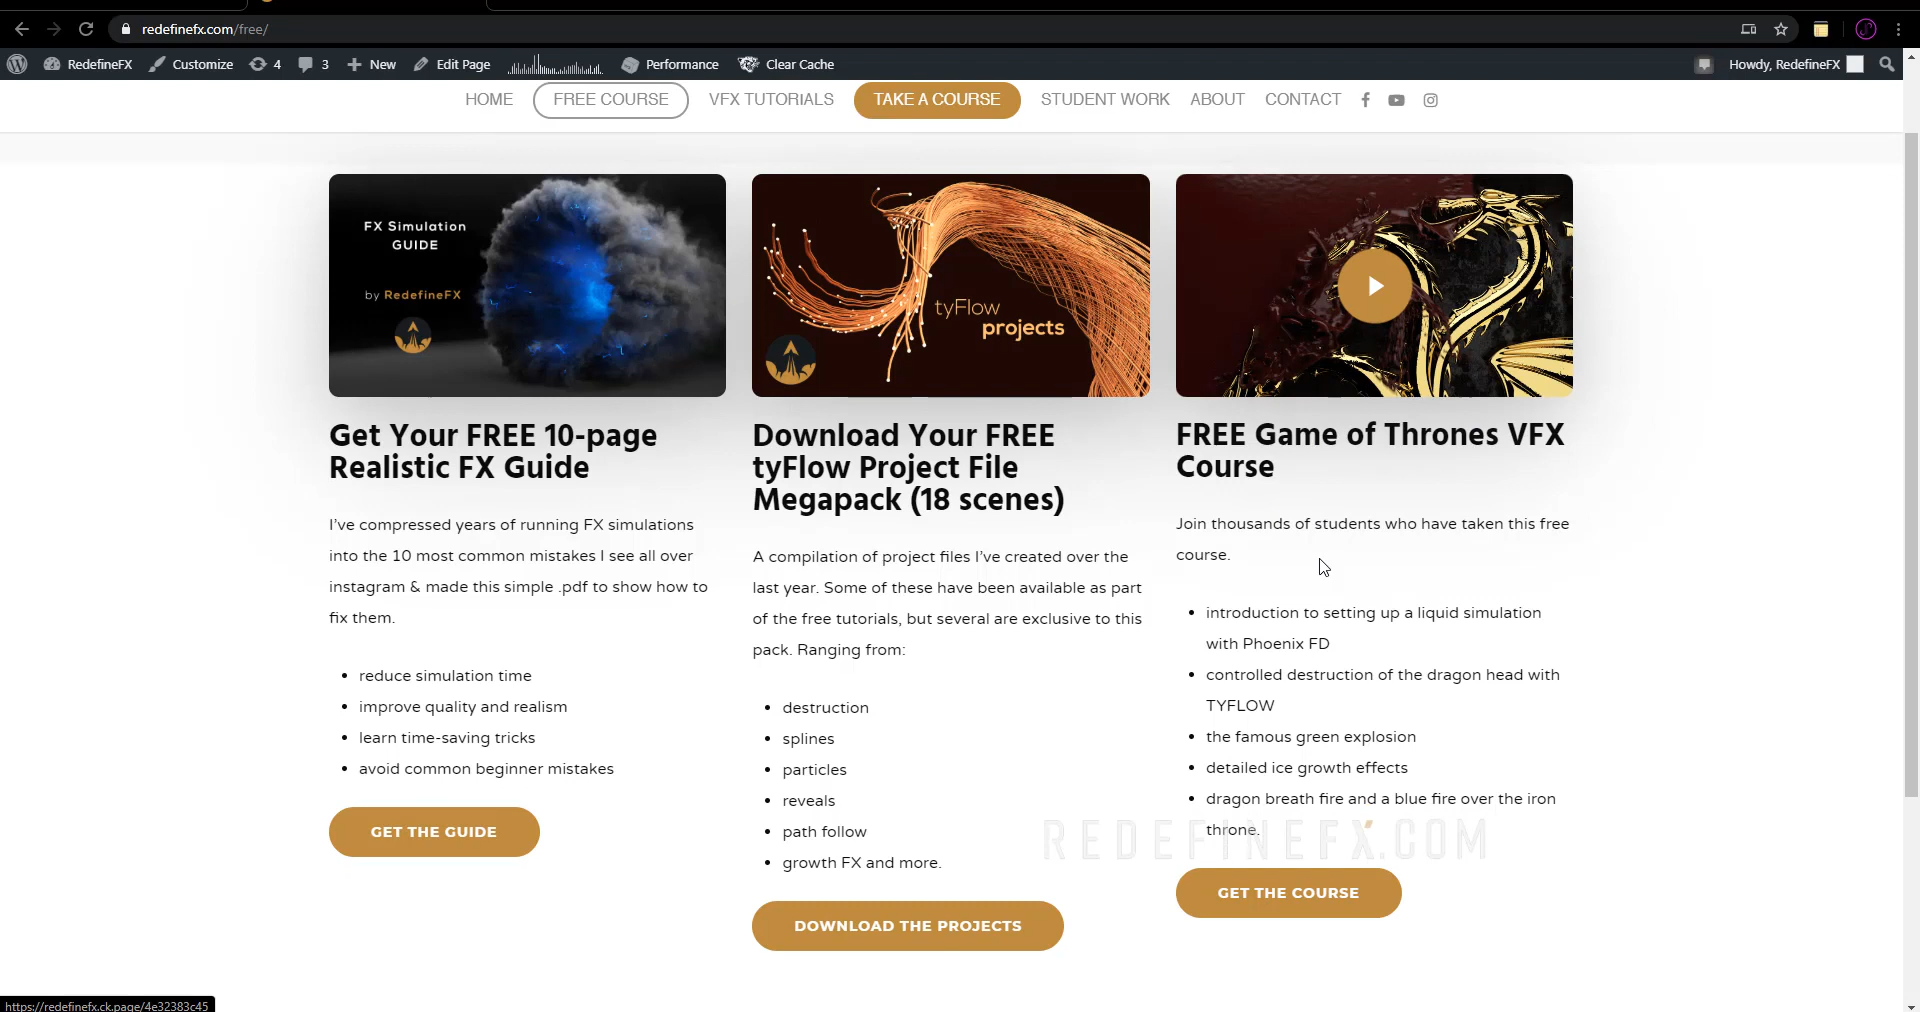 redefinefx.com/free/
RedefineFX
Customize
4
3
New
Edit Page
Performance
Clear Cache
Howdy, RedefineFX
HOME
FREE COURSE
VFX TUTORIALS
TAKE A COURSE
STUDENT WORK
ABOUT
CONTACT
FX Simulation
GUIDE
by RedefineFX
tyFlow
projects
Get Your FREE 10-page
Realistic FX Guide
I've compressed years of running FX simulations
into the 10 most common mistakes I see all over
instagram & made this simple .pdf to show how to
fix them.
reduce simulation time
improve quality and realism
learn time-saving tricks
avoid common beginner mistakes
GET THE GUIDE
Download Your FREE
tyFlow Project File
Megapack (18 scenes)
A compilation of project files I've created over the
last year. Some of these have been available as part
of the free tutorials, but several are exclusive to this
pack. Ranging from:
destruction
splines
particles
reveals
path follow
growth FX and more.
DOWNLOAD THE PROJECTS
FREE Game of Thrones VFX
Course
Join thousands of students who have taken this free
course.
introduction to setting up a liquid simulation
with Phoenix FD
controlled destruction of the dragon head with
TYFLOW
the famous green explosion
detailed ice growth effects
dragon breath fire and a blue fire over the iron
throne.
REDEFINEFX.COM
GET THE COURSE
https://redefinefx.ck.page/4e32383c45